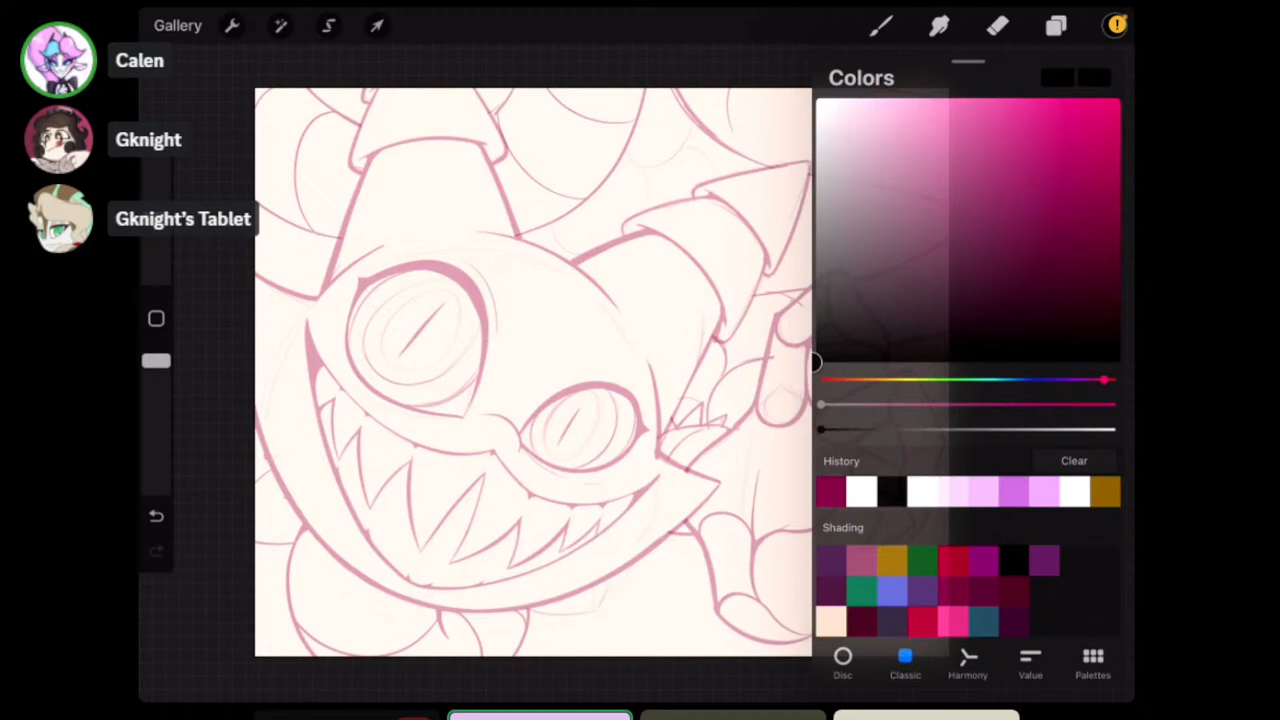 Gallery
Calen
Gknight
Gknight's Tablet
Colors
History
Clear
Shading
Disc
Classic
Harmony
Value
Palettes